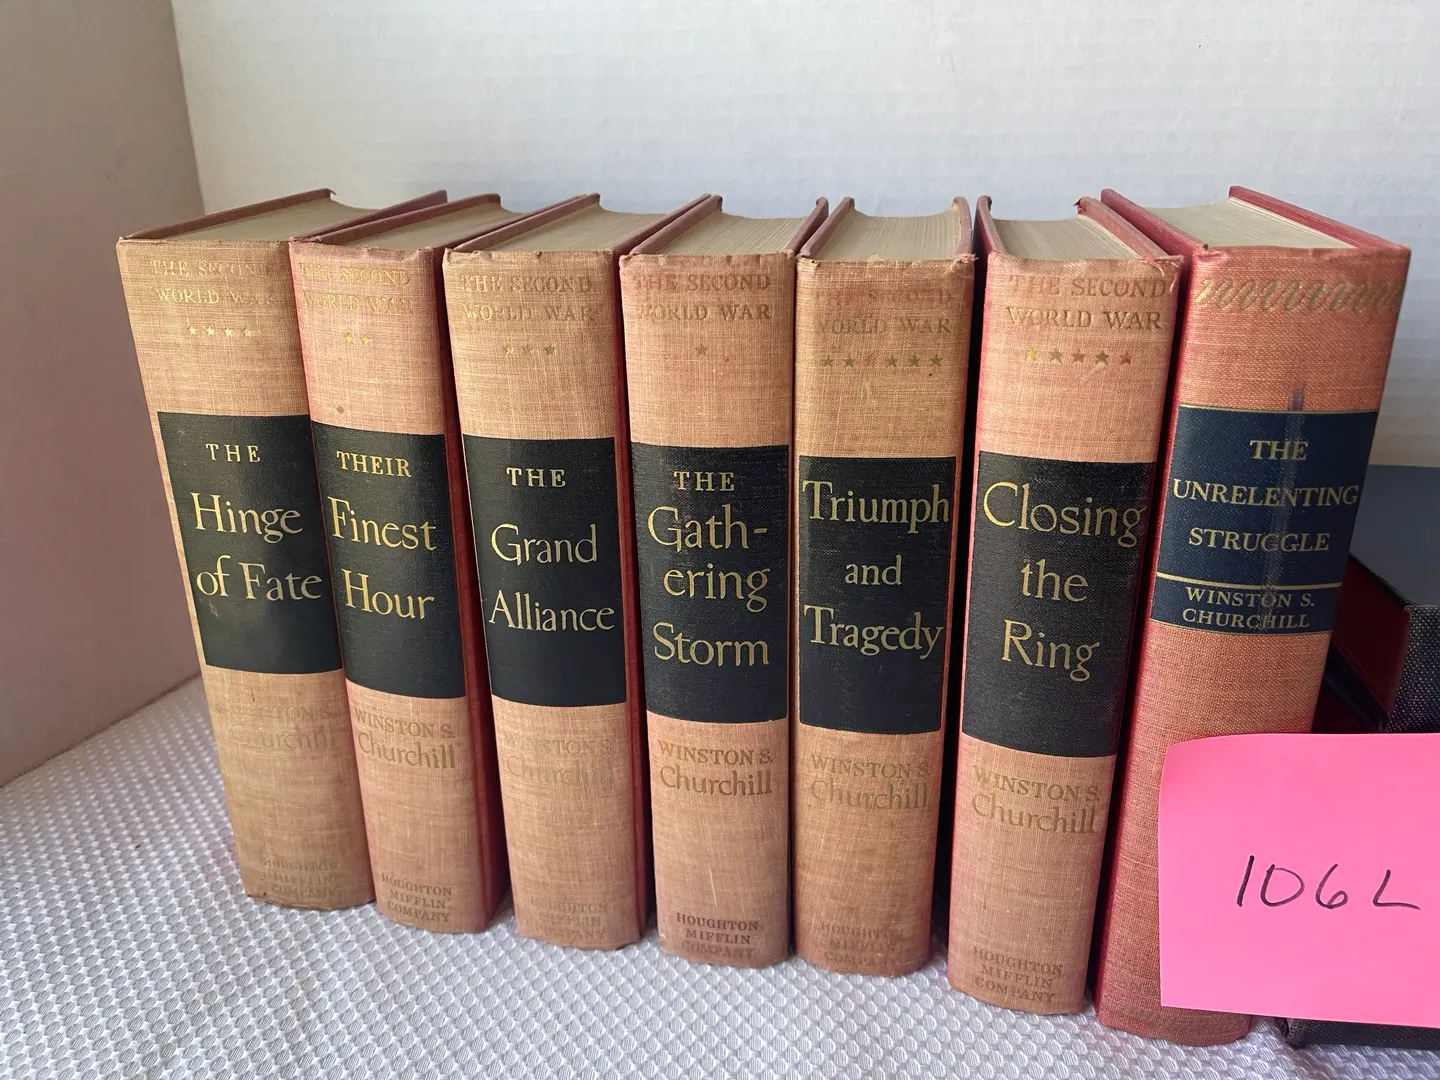 THE SECOND
WORLD WAR
★★★★
THE
Hinge
of Fate
WINSTON S.
Churchill
HOUGHTON
MIFFLIN
COMPANY
THE SECOND
WORLD WAR
★★
THEIR
Finest
Hour
WINSTON S.
Churchill
HOUGHTON
MIFFLIN
COMPANY
THE SECOND
WORLD WAR
★★★
THE
Grand
Alliance
WINSTON S.
Churchill
HOUGHTON
MIFFLIN
COMPANY
THE SECOND
WORLD WAR
★
THE
Gath-
ering
Storm
WINSTON S.
Churchill
HOUGHTON
MIFFLIN
COMPANY
THE SECOND
WORLD WAR
★★★★★★
Triumph
and
Tragedy
WINSTON S.
Churchill
HOUGHTON
MIFFLIN
COMPANY
THE SECOND
WORLD WAR
★★★★★
Closing
the
Ring
WINSTON S.
Churchill
HOUGHTON
MIFFLIN
COMPANY
THE
UNRELENTING
STRUGGLE
WINSTON S.
CHURCHILL
106 L